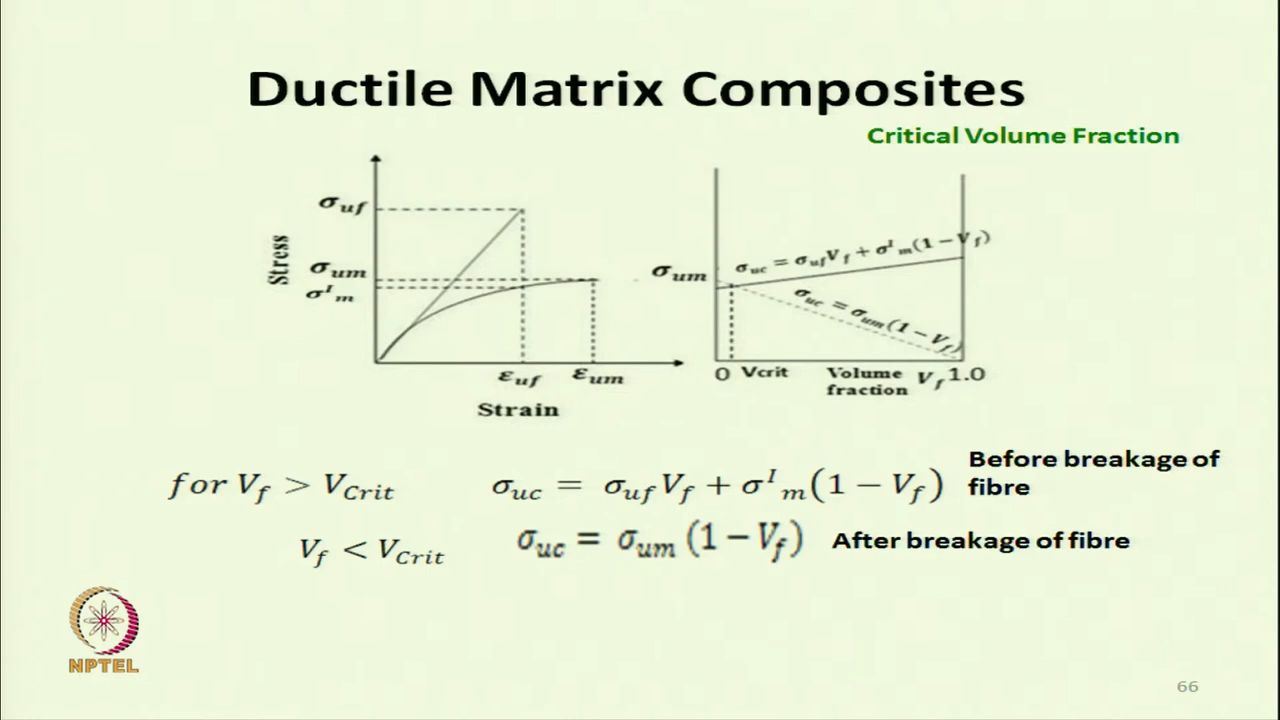 Ductile Matrix Composites
Critical Volume Fraction
σuf
σum
σ^I m
Stress
εuf εum
Strain
σum
σuc = σuf Vf + σ^I m(1−Vf)
σuc = σum(1−Vf)
0 Vcrit Volume fraction Vf 1.0
for Vf > VCrit σuc = σuf Vf + σ^I m(1 − Vf) Before breakage of
fibre
Vf < VCrit σuc = σum (1 − Vf) After breakage of fibre
NPTEL
66